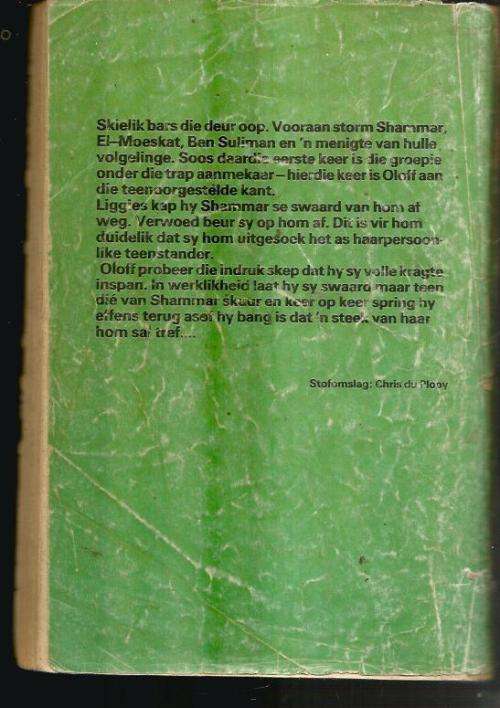 Skielik bars die deur oop. Vooraan storm Shammar,
El-Moeskat, Ben Suliman en 'n menigte van hulle
volgelinge. Soos daardie eerste keer is die groepie
onder die trap aanmekaar—hierdie keer is Oloff aan
die teenoorgestelde kant.
Liggies kap hy Shammar se swaard van hom af
weg. Verwoed beur sy op hom af. Dit is vir hom
duidelik dat sy hom uitgesoek het as haar persoon-
like teenstander.
Oloff probeer die indruk skep dat hy sy volle kragte
inspan. In werklikheid laat hy sy swaard maar teen
dié van Shammar skuur en keer op keer spring hy
effens terug asof hy bang is dat 'n steek van haar
hom sal tref....
Stofomslag: Chris du Plooy